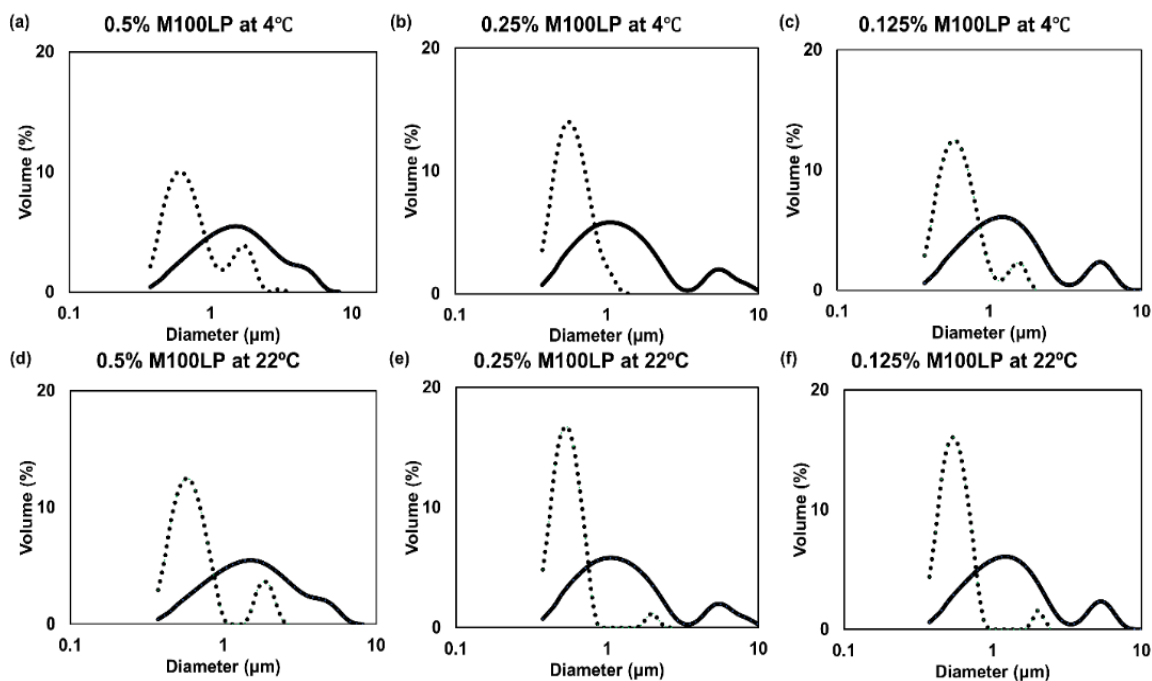 (a) 0.5% M100LP at 4℃
20
10
0
Volume (%)
0.1 1 10
Diameter (µm)
(b) 0.25% M100LP at 4℃
20
10
0
Volume (%)
0.1 1 10
Diameter (µm)
(c) 0.125% M100LP at 4℃
20
10
0
Volume (%)
0.1 1 10
Diameter (µm)
(d) 0.5% M100LP at 22ºC
20
10
0
Volume (%)
0.1 1 10
Diameter (µm)
(e) 0.25% M100LP at 22ºC
20
10
0
Volume (%)
0.1 1 10
Diameter (µm)
(f) 0.125% M100LP at 22ºC
20
10
0
Volume (%)
0.1 1 10
Diameter (µm)